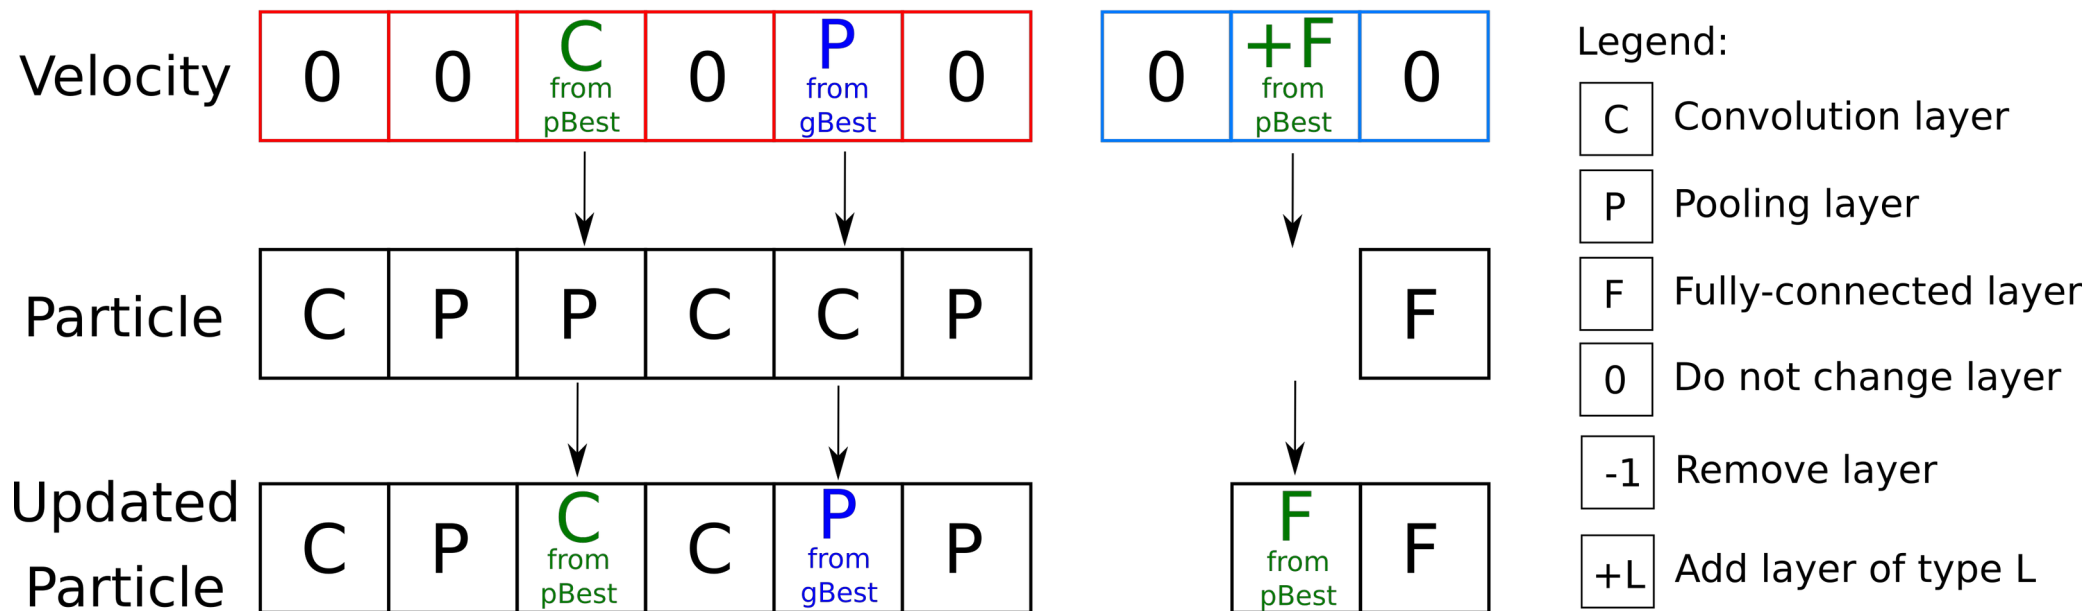 Velocity 0 0 C from pBest 0 P from gBest 0 0 +F from pBest 0
Particle C P P C C P F
Updated Particle C P C from pBest C P from gBest P F from pBest F
Legend:
C Convolution layer
P Pooling layer
F Fully-connected layer
0 Do not change layer
-1 Remove layer
+L Add layer of type L